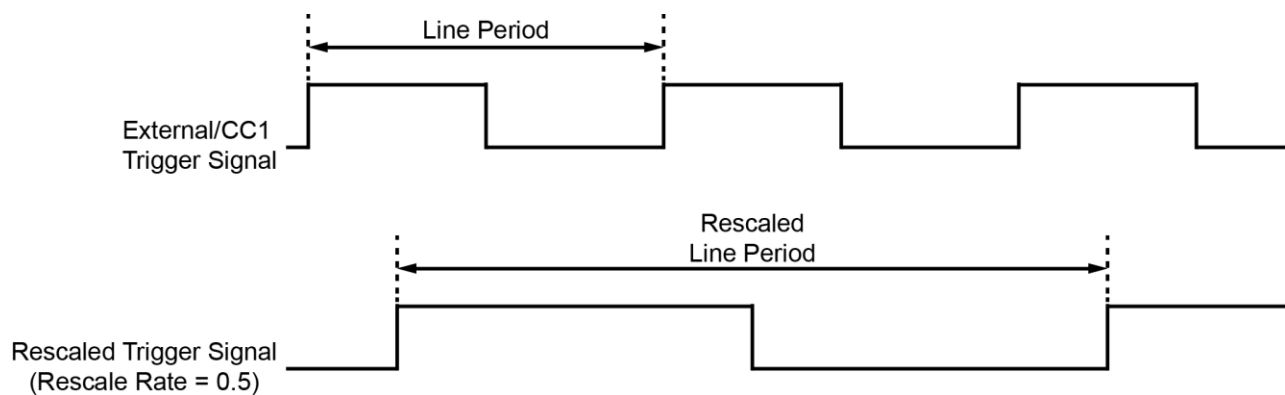 Line Period
External/CC1
Trigger Signal
Rescaled
Line Period
Rescaled Trigger Signal
(Rescale Rate = 0.5)